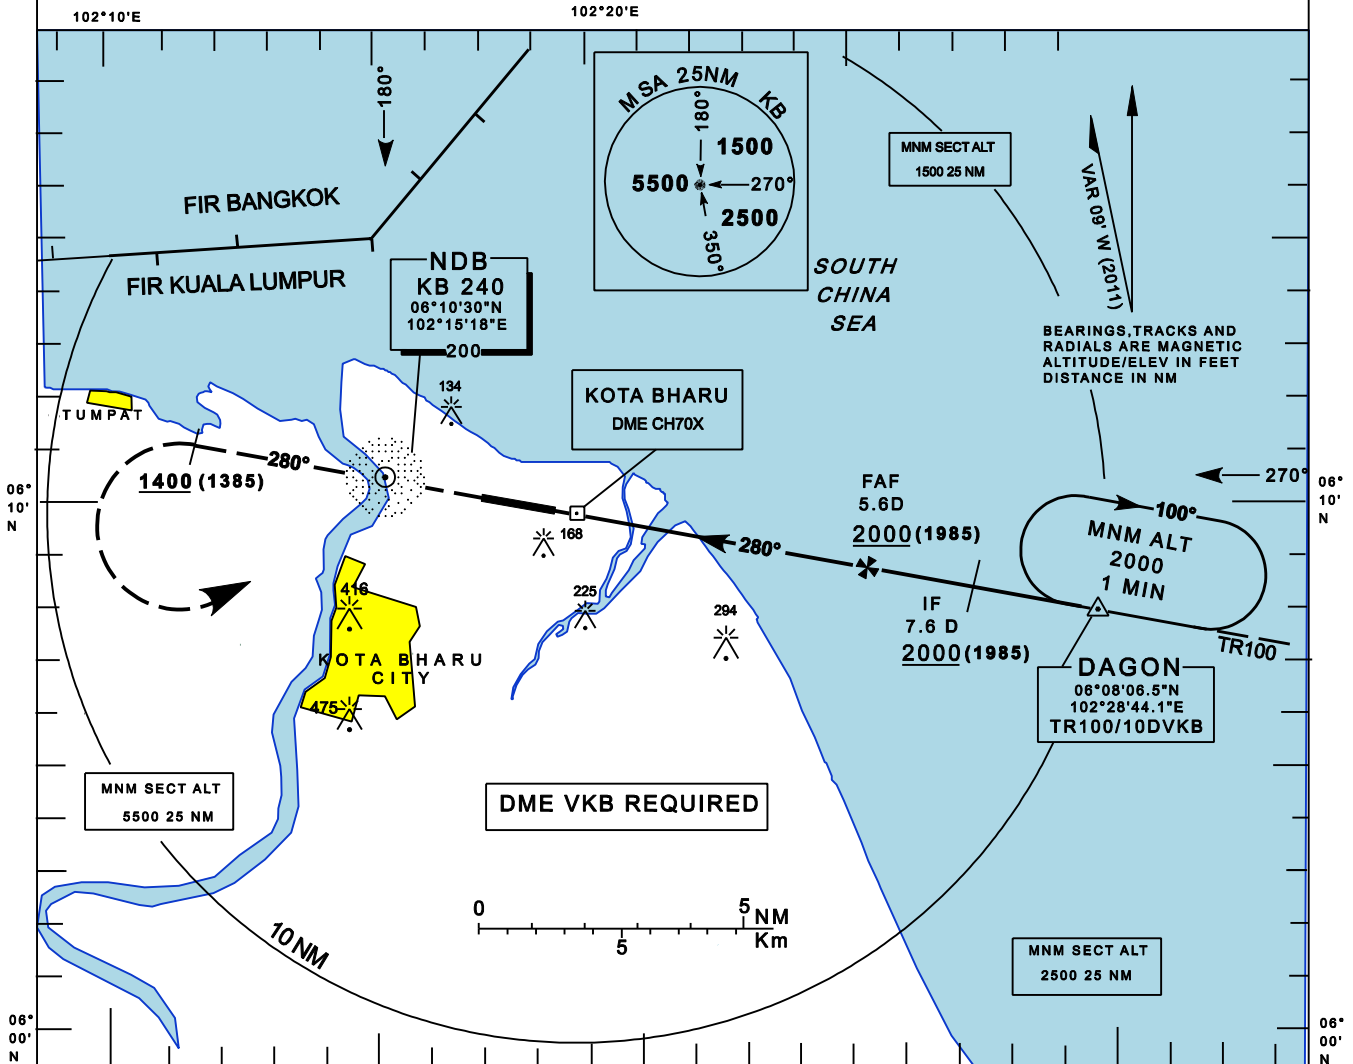 102°10'E
102°20'E
180°
MSA 25NM KB
180°
1500
5500
270°
2500
350°
MNM SECT ALT
1500 25 NM
VAR 09' W (2011)
FIR BANGKOK
FIR KUALA LUMPUR
SOUTH
CHINA
SEA
NDB
KB 240
06°10'30"N
102°15'18"E
200
BEARINGS,TRACKS AND
RADIALS ARE MAGNETIC
ALTITUDE/ELEV IN FEET
DISTANCE IN NM
134
KOTA BHARU
DME CH70X
TUMPAT
280°
1400 (1385)
06°
10'
N
270°
06°
10'
N
FAF
5.6D
2000 (1985)
100°
MNM ALT
2000
1 MIN
168
280°
416
225
294
IF
7.6 D
2000 (1985)
TR100
KOTA BHARU
CITY
475
DAGON
06°08'06.5"N
102°28'44.1"E
TR100/10DVKB
MNM SECT ALT
5500 25 NM
DME VKB REQUIRED
10 NM
0
5
NM
Km
5
MNM SECT ALT
2500 25 NM
06°
00'
N
06°
00'
N